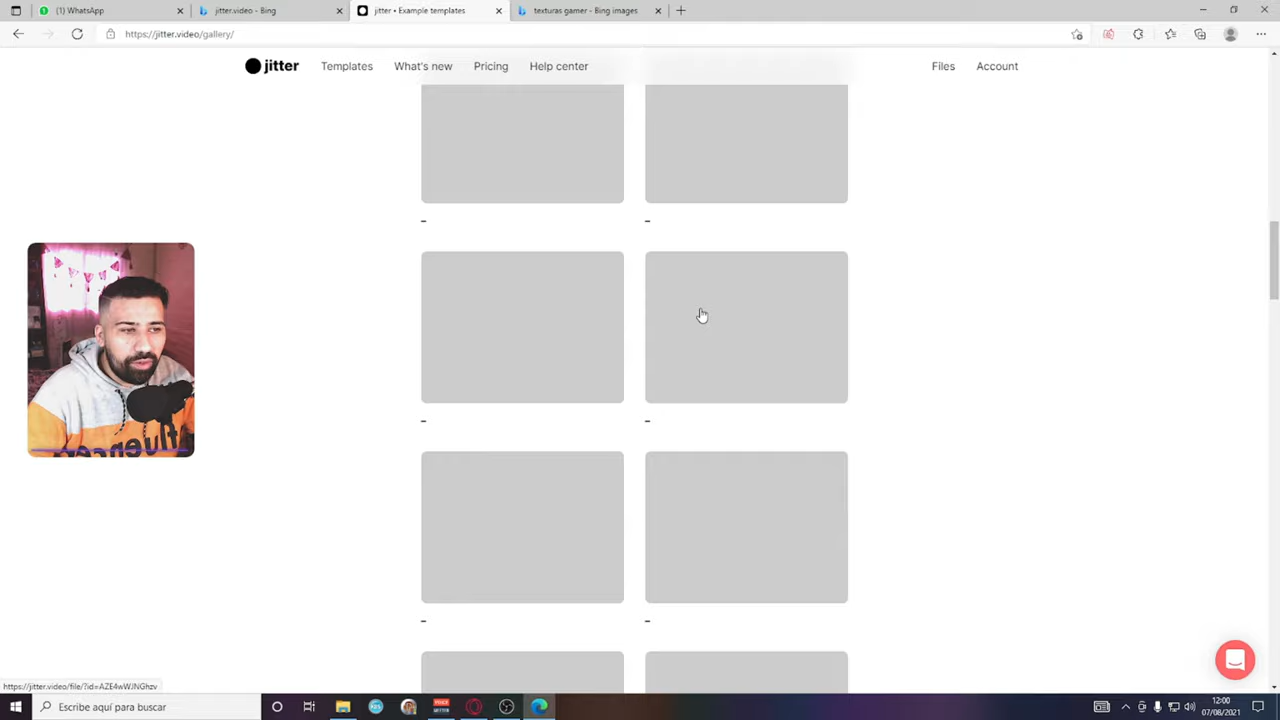 (1) WhatsApp
jitter.video - Bing
jitter • Example templates
texturas gamer - Bing images
https://jitter.video/gallery/
jitter
Templates
What's new
Pricing
Help center
Files
Account
-
-
-
-
-
-
https://jitter.video/file/?id=AZE4wWJNGhzv
Escribe aquí para buscar
12:00
07/08/2021